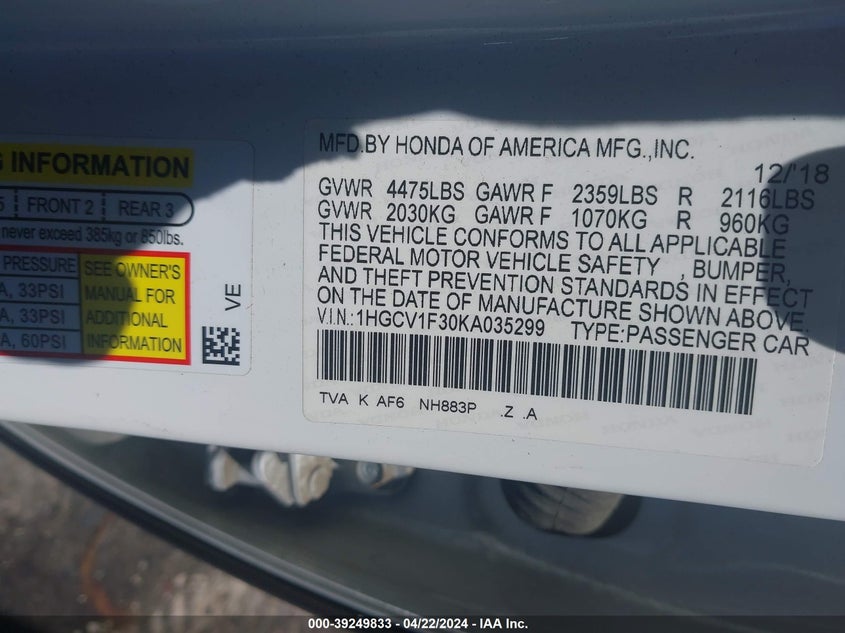 G INFORMATION
5 FRONT 2 REAR 3
never exceed 385kg or 850lbs.
PRESSURE
A, 33PSI
A, 33PSI
A, 60PSI
SEE OWNER'S
MANUAL FOR
ADDITIONAL
INFORMATION
VE
MFD.BY HONDA OF AMERICA MFG.,INC.
12/'18
GVWR 4475LBS GAWR F 2359LBS R 2116LBS
GVWR 2030KG GAWR F 1070KG R 960KG
THIS VEHICLE CONFORMS TO ALL APPLICABLE
FEDERAL MOTOR VEHICLE SAFETY , BUMPER,
AND THEFT PREVENTION STANDARDS IN EFFECT
ON THE DATE OF MANUFACTURE SHOWN ABOVE.
V.I.N.:1HGCV1F30KA035299 TYPE:PASSENGER CAR
TVA K AF6 NH883P .Z .A
000-39249833 - 04/22/2024 - IAA Inc.